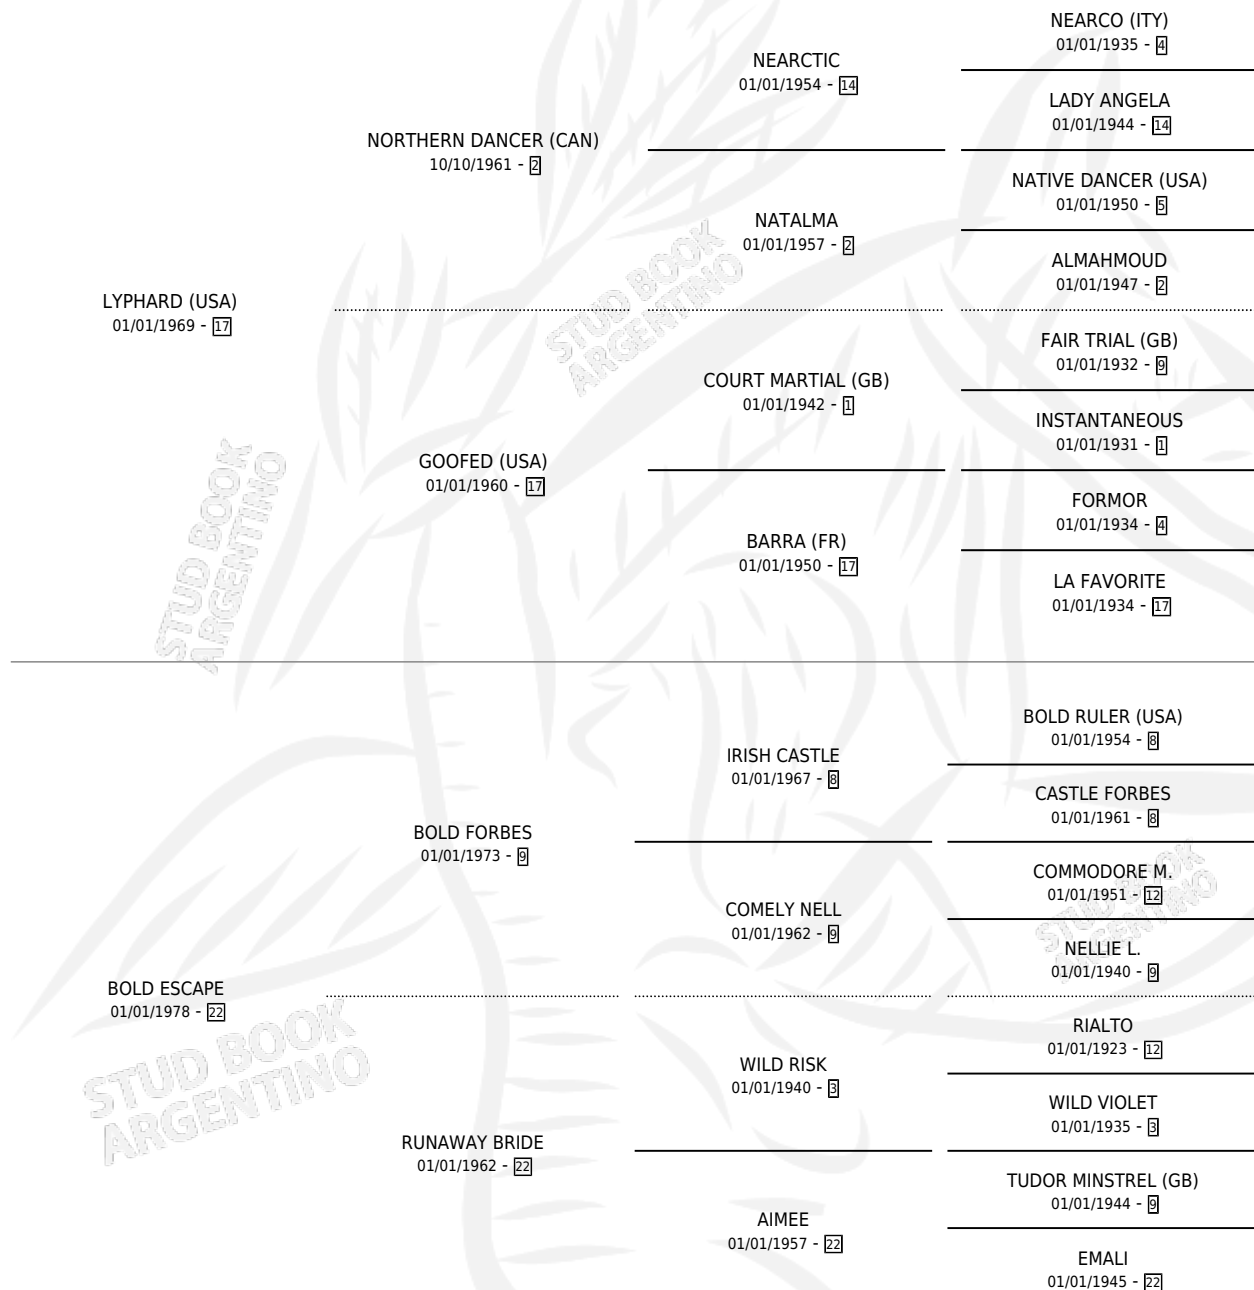 NEARCO (ITY)
01/01/1935 - 4
NEARCTIC
01/01/1954 - 14
LADY ANGELA
01/01/1944 - 14
NORTHERN DANCER (CAN)
10/10/1961 - 2
NATIVE DANCER (USA)
01/01/1950 - 5
NATALMA
01/01/1957 - 2
ALMAHMOUD
01/01/1947 - 2
LYPHARD (USA)
01/01/1969 - 17
STUD BOOK
ARGENTINO
FAIR TRIAL (GB)
01/01/1932 - 9
COURT MARTIAL (GB)
01/01/1942 - 1
INSTANTANEOUS
01/01/1931 - 1
GOOFED (USA)
01/01/1960 - 17
FORMOR
01/01/1934 - 4
BARRA (FR)
01/01/1950 - 17
LA FAVORITE
01/01/1934 - 17
STUD BOOK
ARGENTINO
BOLD RULER (USA)
01/01/1954 - 8
IRISH CASTLE
01/01/1967 - 8
CASTLE FORBES
01/01/1961 - 8
BOLD FORBES
01/01/1973 - 9
COMMODORE M.
01/01/1951 - 12
COMELY NELL
01/01/1962 - 9
NELLIE L.
01/01/1940 - 9
STUD BOOK
ARGENTINO
BOLD ESCAPE
01/01/1978 - 22
RIALTO
01/01/1923 - 12
WILD RISK
01/01/1940 - 3
WILD VIOLET
01/01/1935 - 3
STUD BOOK
ARGENTINO
RUNAWAY BRIDE
01/01/1962 - 22
TUDOR MINSTREL (GB)
01/01/1944 - 9
AIMEE
01/01/1957 - 22
EMALI
01/01/1945 - 22